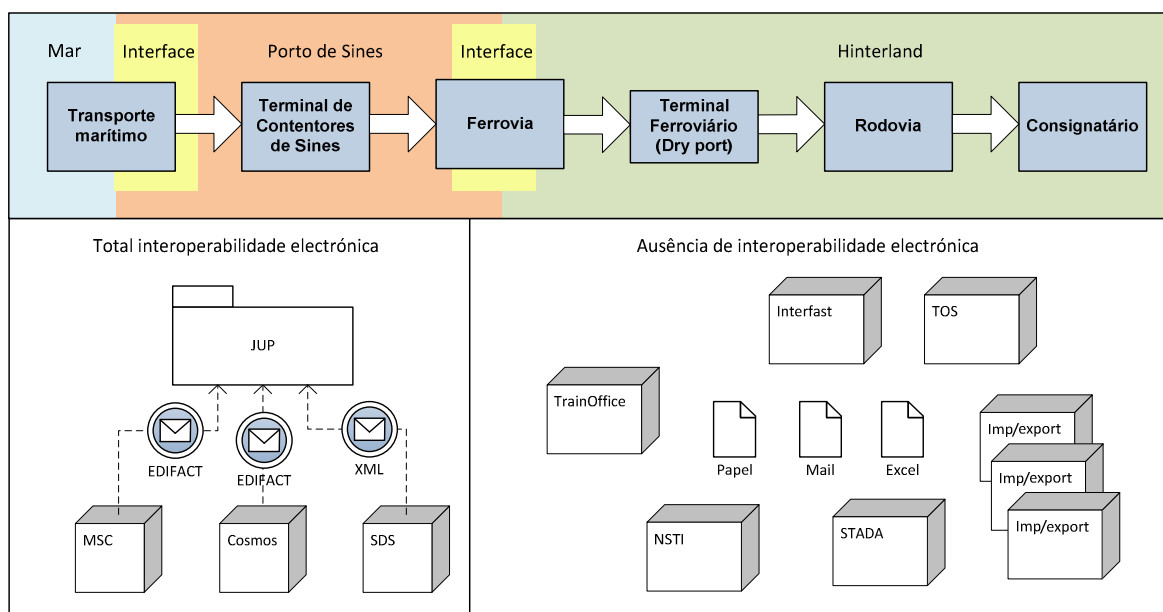 Mar
Interface
Porto de Sines
Interface
Hinterland
Transporte
marítimo
Terminal de
Contentores
de Sines
Ferrovia
Terminal
Ferroviário
(Dry port)
Rodovia
Consignatário
Total interoperabilidade electrónica
JUP
EDIFACT
EDIFACT
XML
MSC
Cosmos
SDS
Ausência de interoperabilidade electrónica
Interfast
TOS
TrainOffice
Papel
Mail
Excel
Imp/export
Imp/export
Imp/export
NSTI
STADA